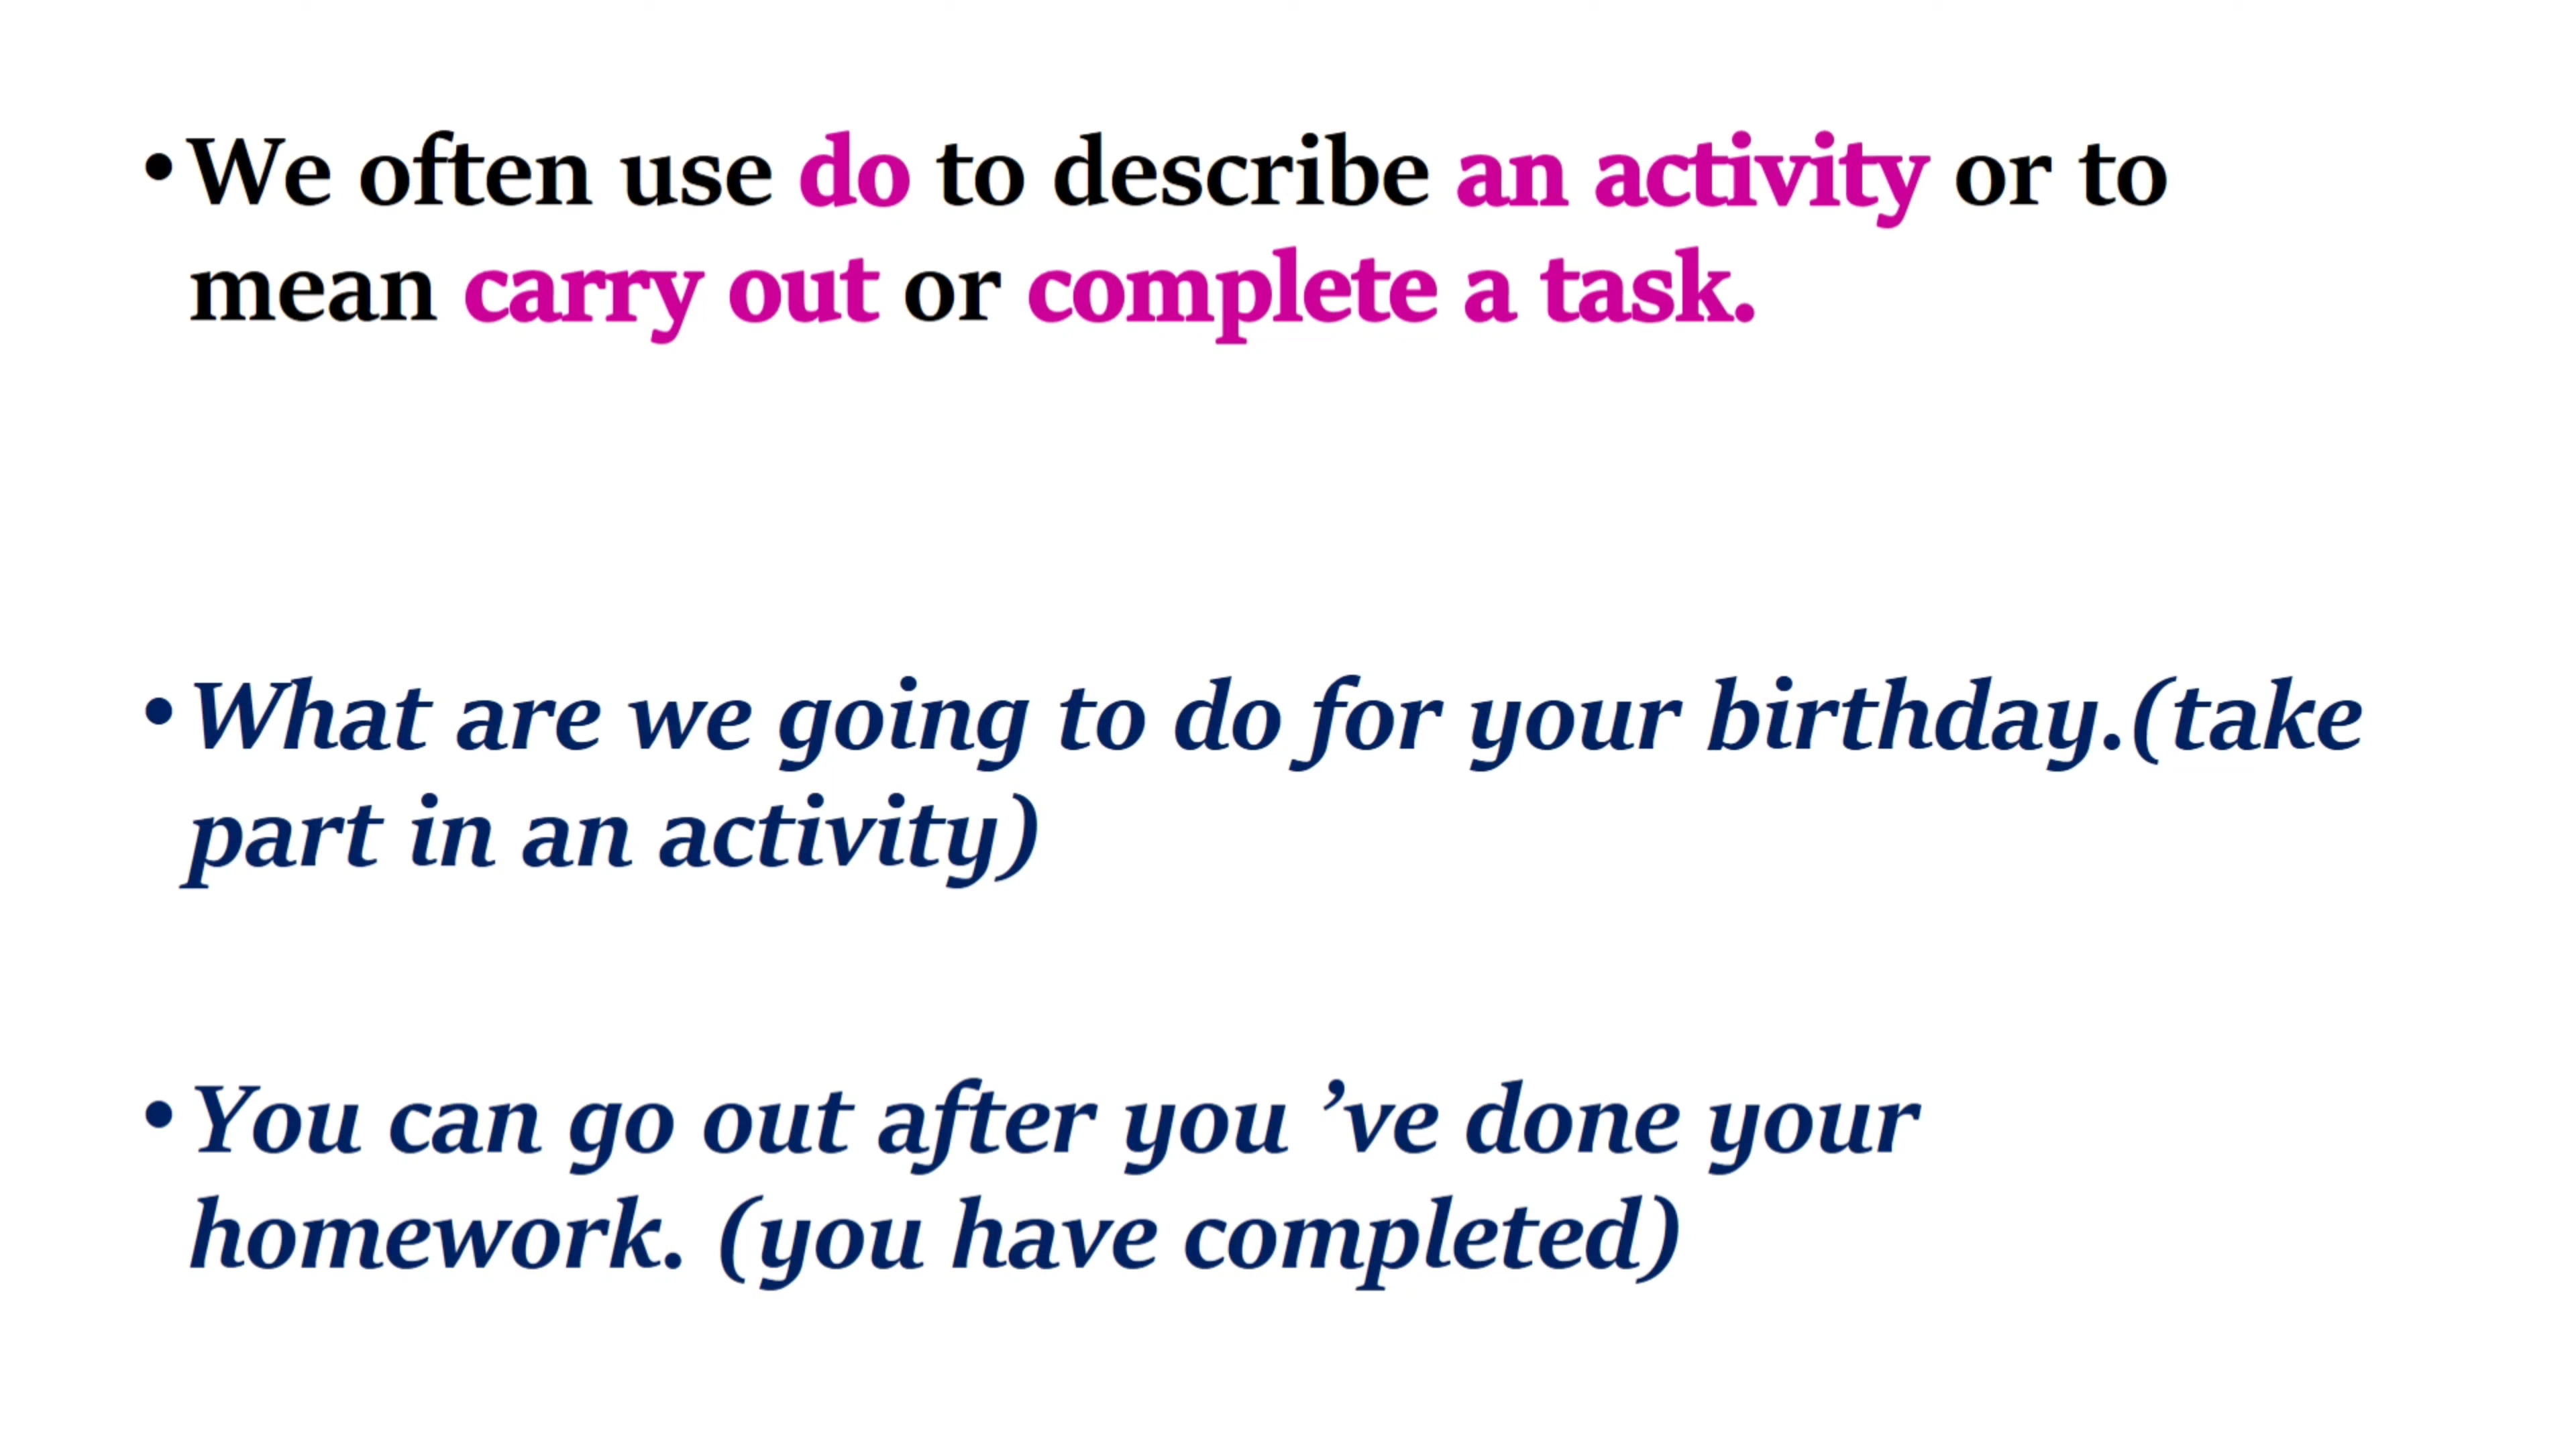 • We often use do to describe an activity or to
mean carry out or complete a task.
• What are we going to do for your birthday.(take
part in an activity)
• You can go out after you ’ve done your
homework. (you have completed)